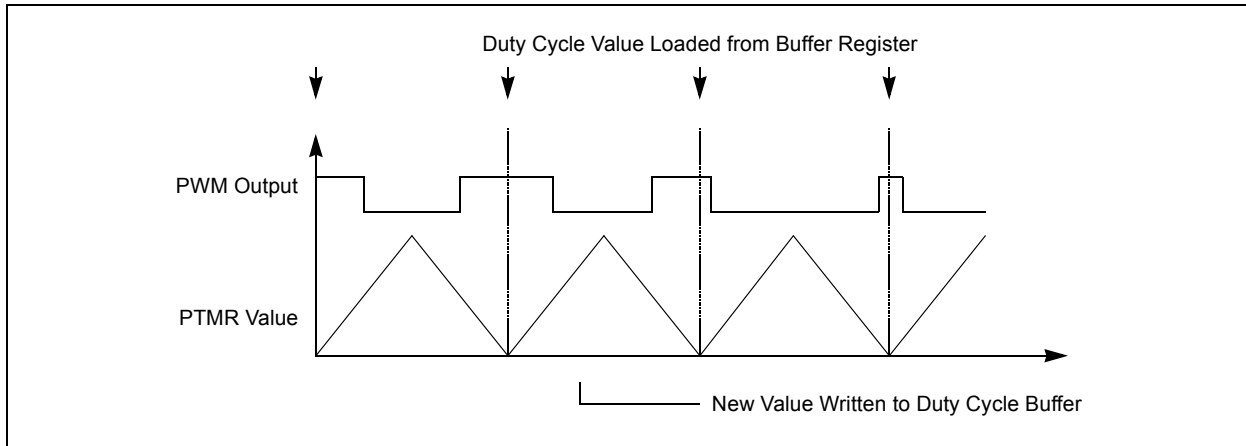 Duty Cycle Value Loaded from Buffer Register
PWM Output
PTMR Value
New Value Written to Duty Cycle Buffer